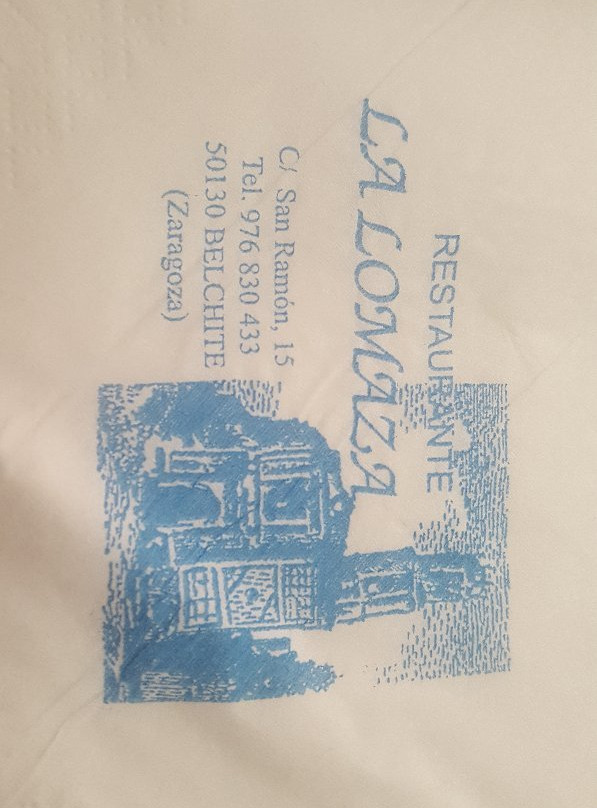 RESTAURANTE
LA LOMAZA
C/ San Ramón, 15 -
Tel. 976 830 433
50130 BELCHITE
(Zaragoza)